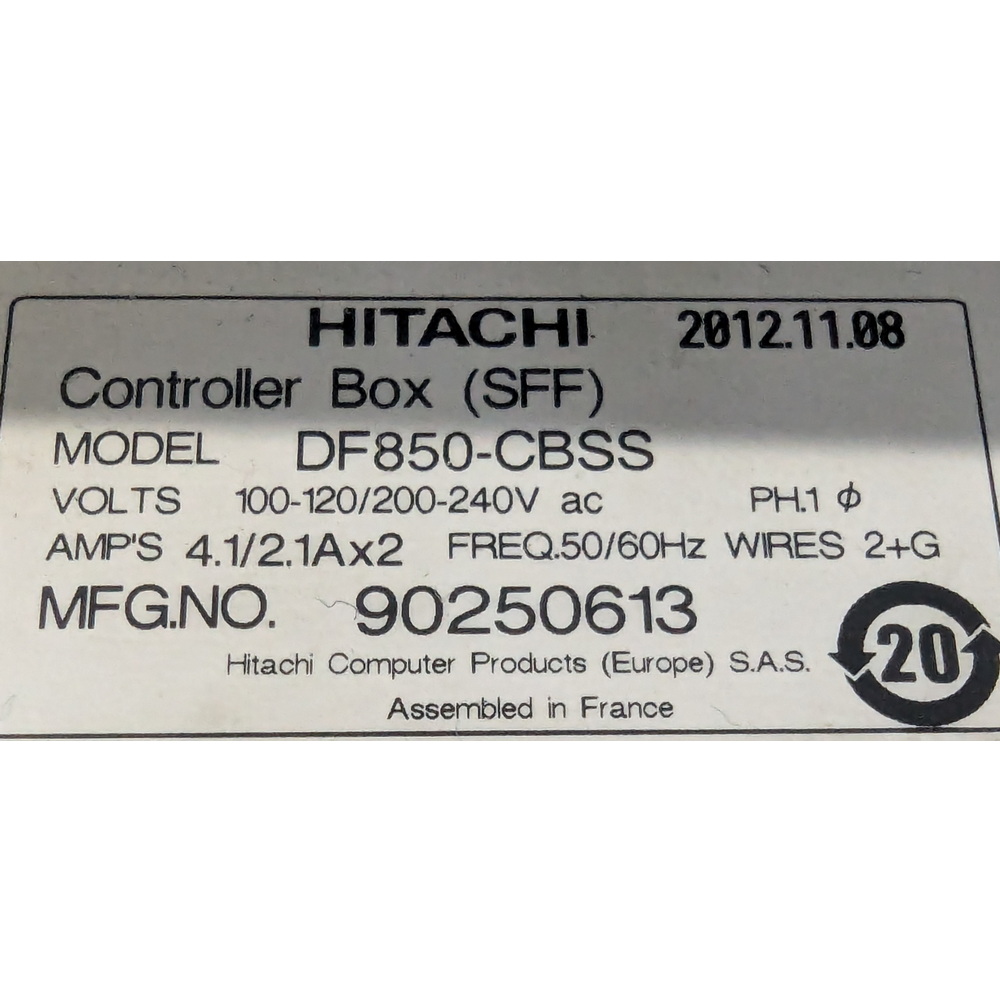 HITACHI 2012.11.08
Controller Box (SFF)
MODEL DF850-CBSS
VOLTS 100-120/200-240V ac PH.1 ϕ
AMP'S 4.1/2.1Ax2 FREQ.50/60Hz WIRES 2+G
MFG.NO. 90250613
Hitachi Computer Products (Europe) S.A.S.
Assembled in France
20